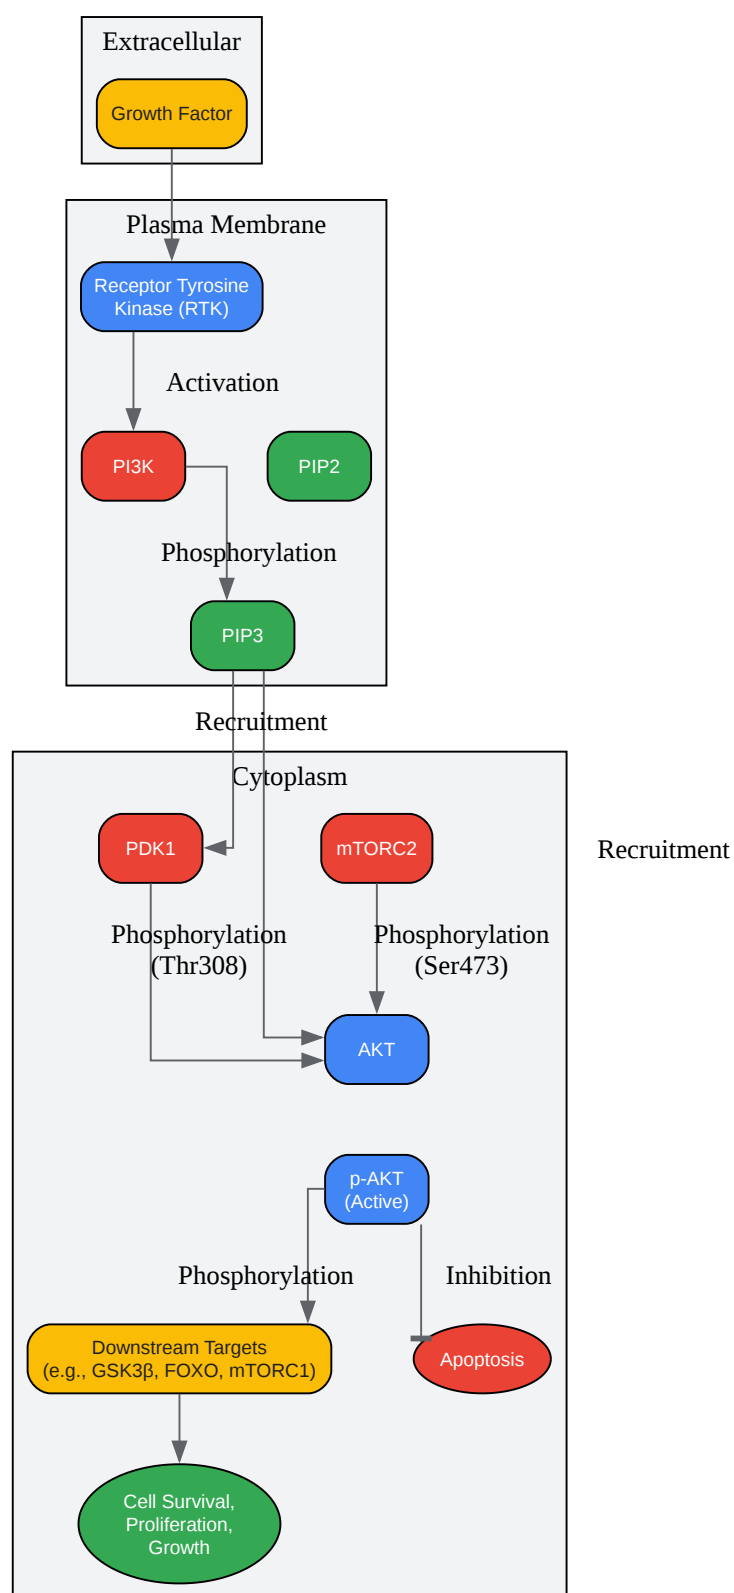 Extracellular
Growth Factor
Plasma Membrane
Receptor Tyrosine
Kinase (RTK)
Activation
PI3K
PIP2
Phosphorylation
PIP3
Recruitment
Cytoplasm
PDK1
mTORC2
Recruitment
Phosphorylation
(Thr308)
Phosphorylation
(Ser473)
AKT
p-AKT
(Active)
Phosphorylation
Inhibition
Downstream Targets
(e.g., GSK3β, FOXO, mTORC1)
Apoptosis
Cell Survival,
Proliferation,
Growth